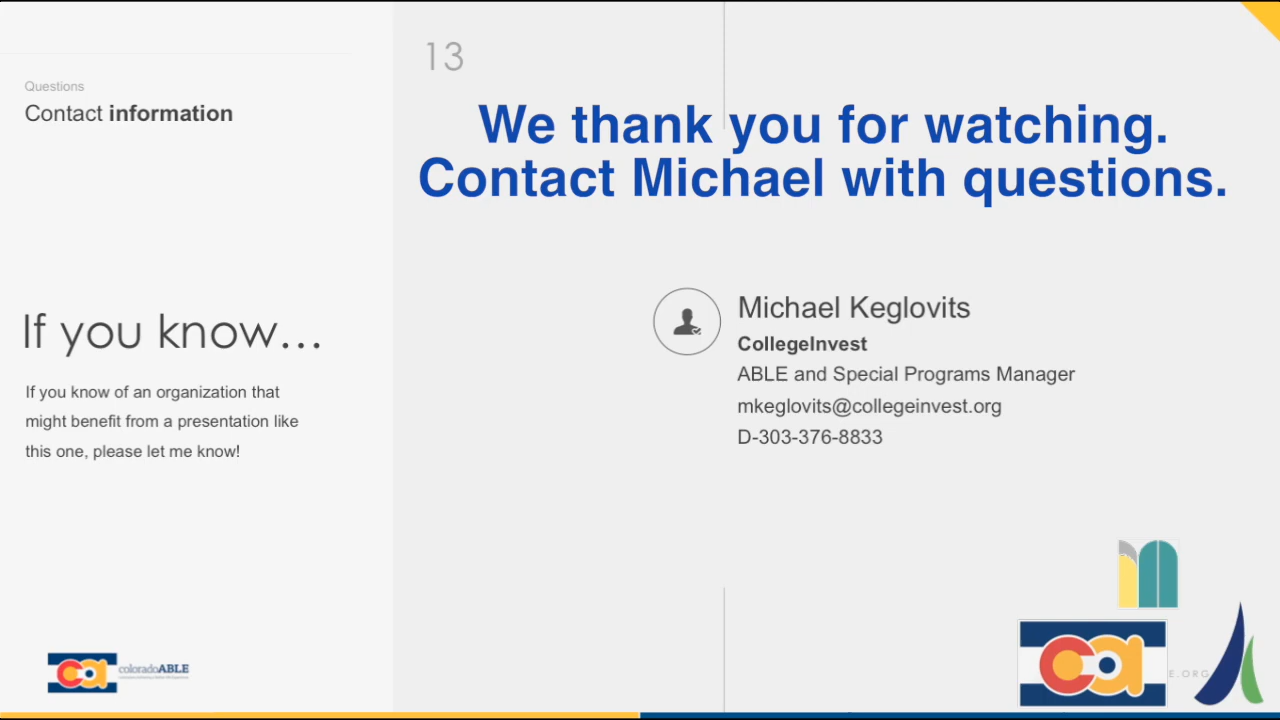 Questions
Contact information
If you know...
If you know of an organization that
might benefit from a presentation like
this one, please let me know!
coloradoABLE
13
We thank you for watching.
Contact Michael with questions.
Michael Keglovits
CollegeInvest
ABLE and Special Programs Manager
mkeglovits@collegeinvest.org
D-303-376-8833
ca
E.ORG